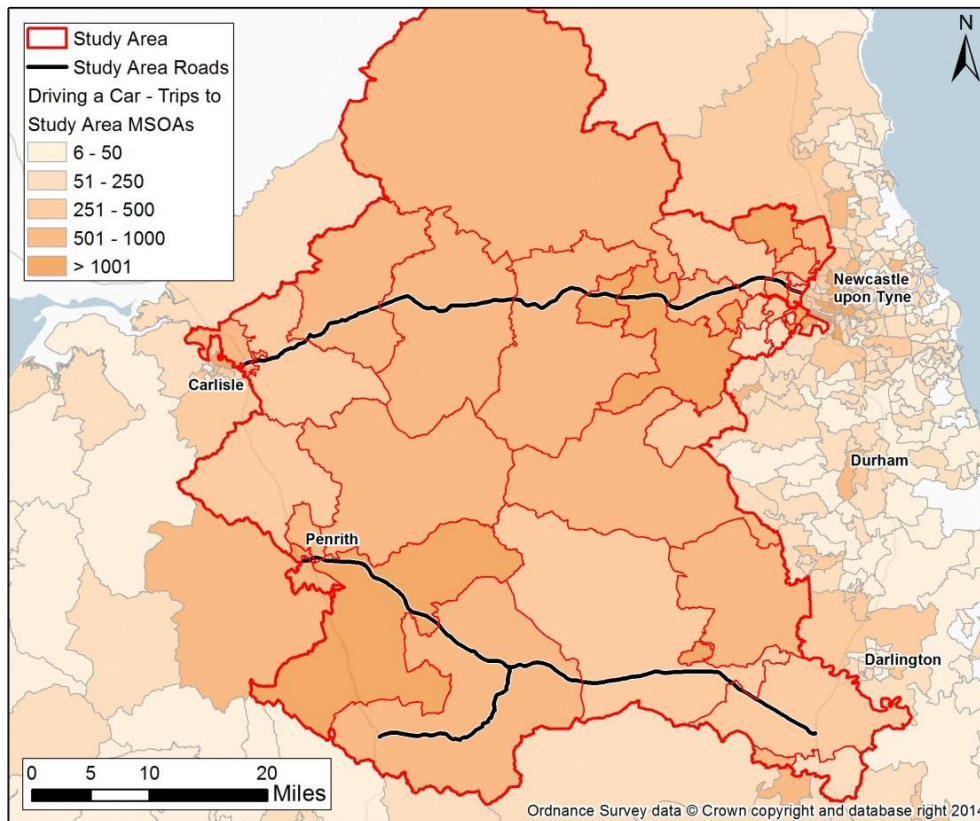 Study Area
Study Area Roads
Driving a Car - Trips to
Study Area MSOAs
6 - 50
51 - 250
251 - 500
501 - 1000
> 1001
N
Newcastle
upon Tyne
Carlisle
Durham
Penrith
Darlington
0 5 10 20
Miles
Ordnance Survey data © Crown copyright and database right 2014